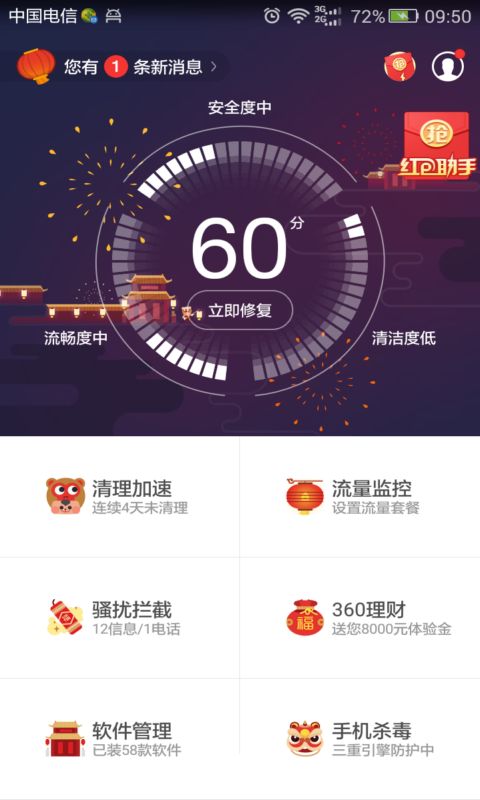 中国电信 3G 2G 72% 09:50
您有 1 条新消息
抢
安全度中
抢
红包助手
60分
立即修复
流畅度中
清洁度低
清理加速
连续4天未清理
流量监控
设置流量套餐
骚扰拦截
12信息/1电话
360理财
送您8000元体验金
福
软件管理
已装58款软件
手机杀毒
三重引擎防护中